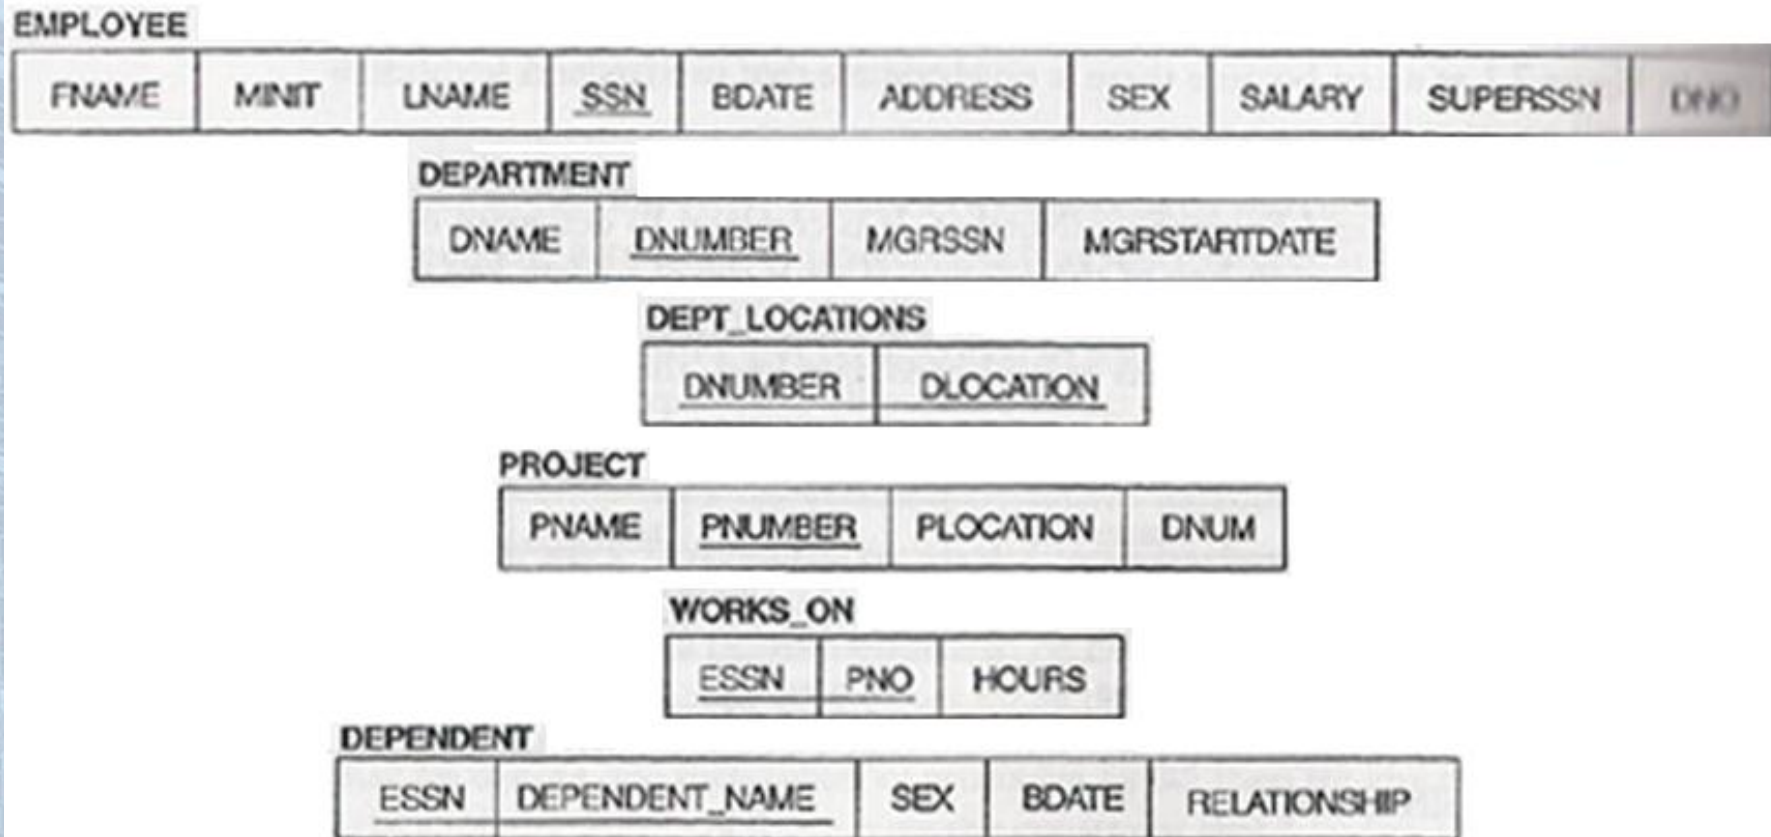 EMPLOYEE
FNAME MINIT LNAME SSN BDATE ADDRESS SEX SALARY SUPERSSN DNO
DEPARTMENT
DNAME DNUMBER MGRSSN MGRSTARTDATE
DEPT_LOCATIONS
DNUMBER DLOCATION
PROJECT
PNAME PNUMBER PLOCATION DNUM
WORKS_ON
ESSN PNO HOURS
DEPENDENT
ESSN DEPENDENT_NAME SEX BDATE RELATIONSHIP